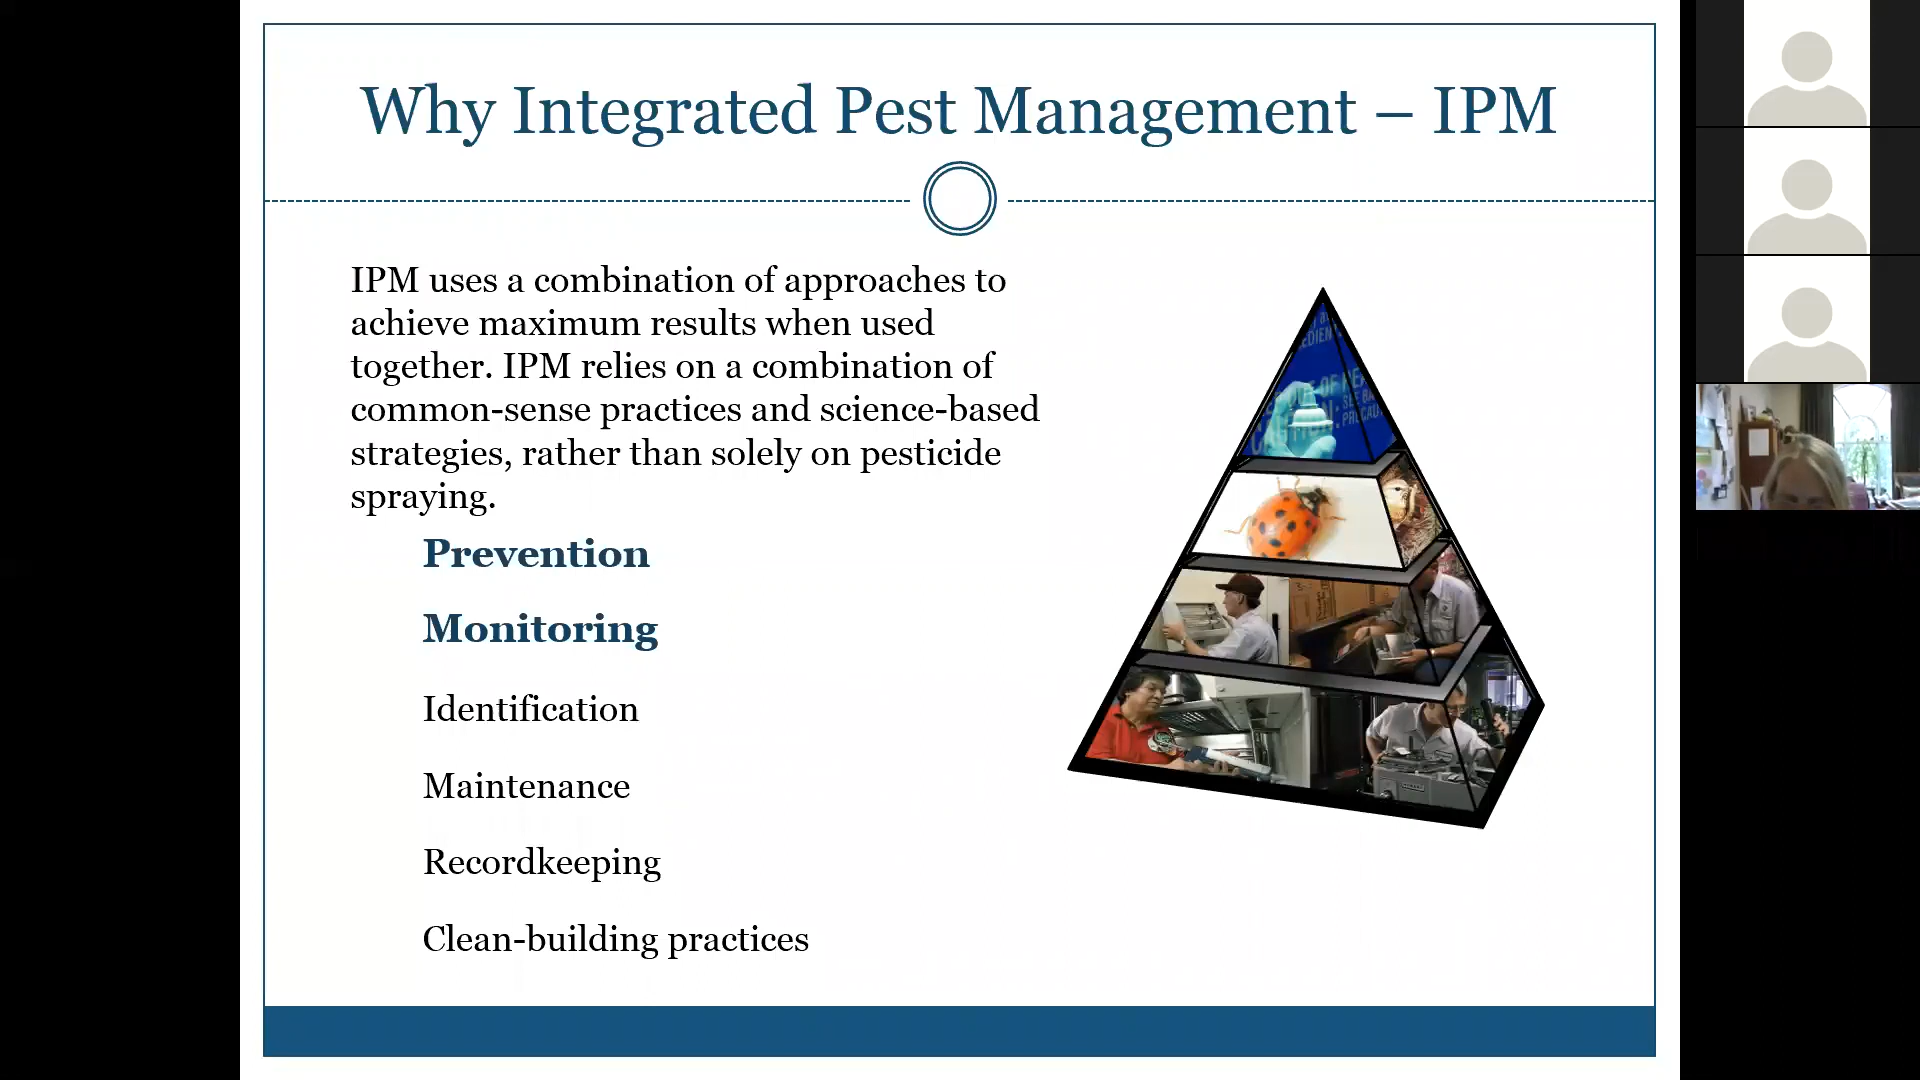 Why Integrated Pest Management – IPM
IPM uses a combination of approaches to
achieve maximum results when used
together. IPM relies on a combination of
common-sense practices and science-based
strategies, rather than solely on pesticide
spraying.
Prevention
Monitoring
Identification
Maintenance
Recordkeeping
Clean-building practices